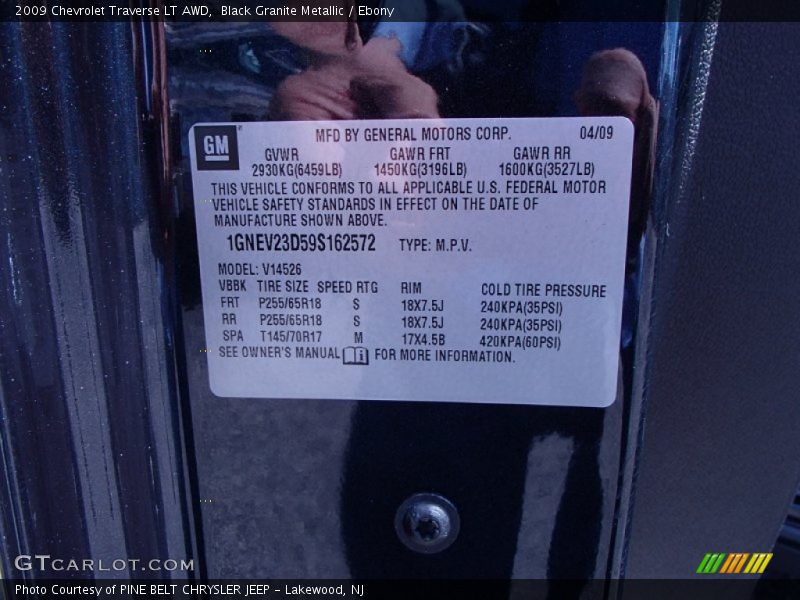 2009 Chevrolet Traverse LT AWD, Black Granite Metallic / Ebony
GM MFD BY GENERAL MOTORS CORP. 04/09
GVWR GAWR FRT GAWR RR
2930KG(6459LB) 1450KG(3196LB) 1600KG(3527LB)
THIS VEHICLE CONFORMS TO ALL APPLICABLE U.S. FEDERAL MOTOR
VEHICLE SAFETY STANDARDS IN EFFECT ON THE DATE OF
MANUFACTURE SHOWN ABOVE.
1GNEV23D59S162572 TYPE: M.P.V.
MODEL: V14526
VBBK TIRE SIZE SPEED RTG RIM COLD TIRE PRESSURE
FRT P255/65R18 S 18X7.5J 240KPA(35PSI)
RR P255/65R18 S 18X7.5J 240KPA(35PSI)
SPA T145/70R17 M 17X4.5B 420KPA(60PSI)
SEE OWNER'S MANUAL i FOR MORE INFORMATION.
GTCARLOT.COM
Photo Courtesy of PINE BELT CHRYSLER JEEP - Lakewood, NJ